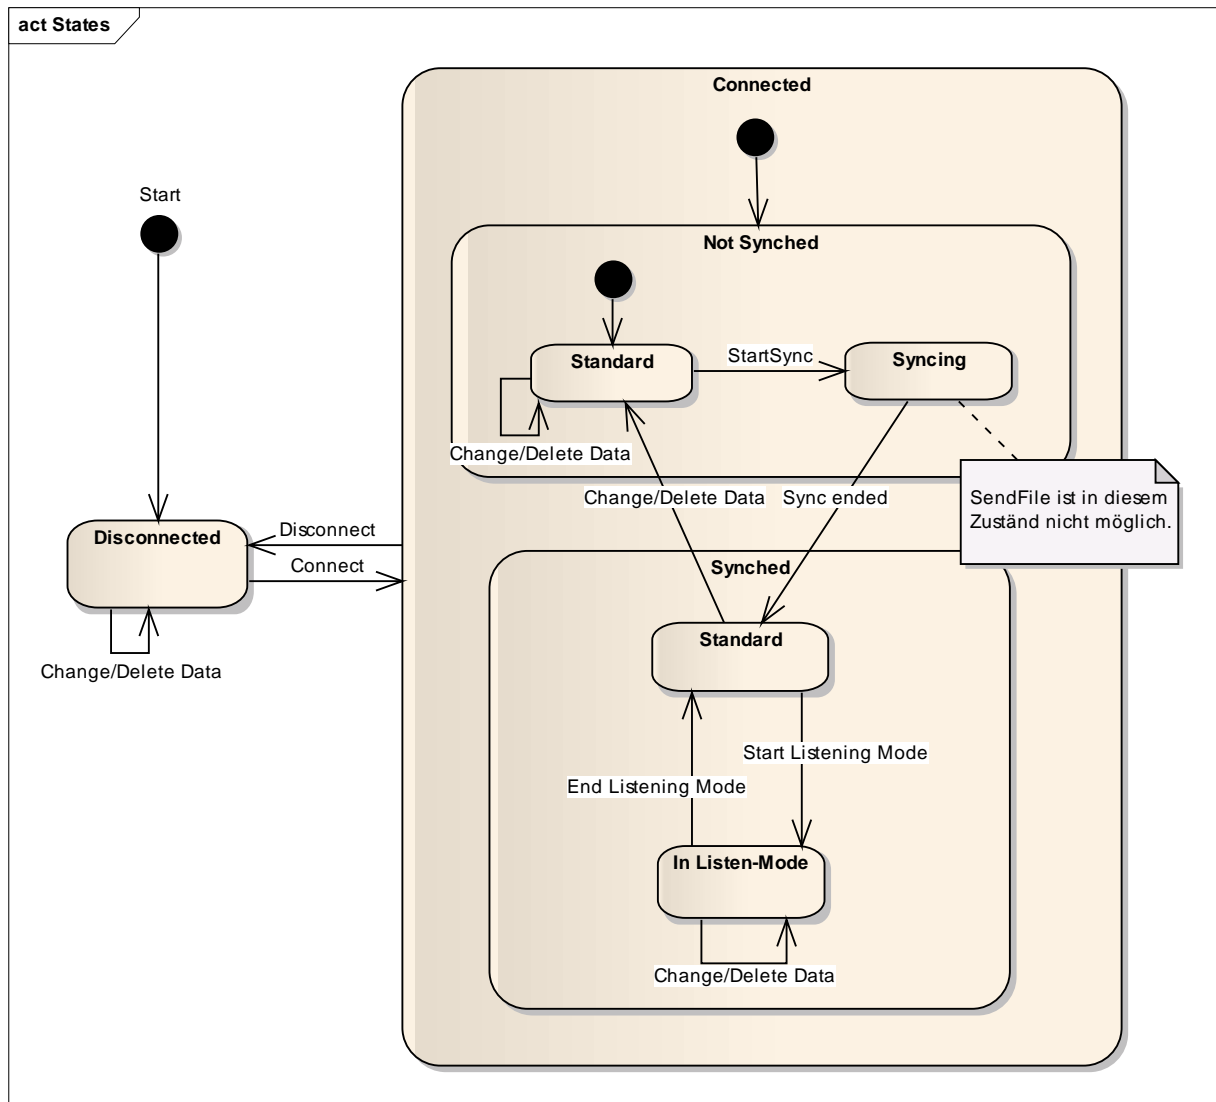 act States
Connected
Start
Not Synched
Standard
StartSync
Syncing
Change/Delete Data
Change/Delete Data
Sync ended
SendFile ist in diesem
Zuständ nicht möglich.
Disconnected
Disconnect
Connect
Synched
Standard
Change/Delete Data
Start Listening Mode
End Listening Mode
In Listen-Mode
Change/Delete Data